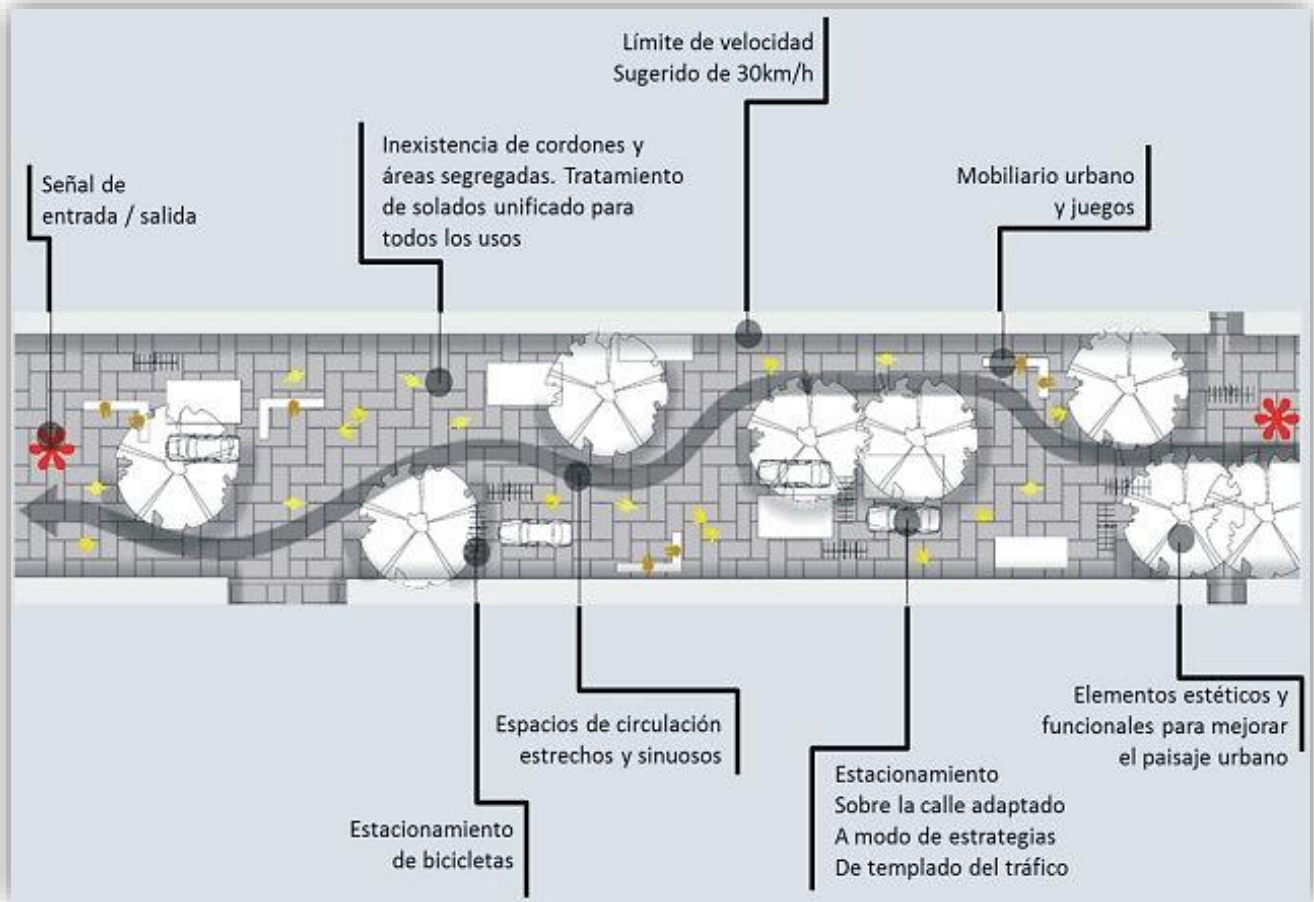 Límite de velocidad
Sugerido de 30km/h
Inexistencia de cordones y
áreas segregadas. Tratamiento
de solados unificado para
todos los usos
Señal de
entrada / salida
Mobiliario urbano
y juegos
Espacios de circulación
estrechos y sinuosos
Elementos estéticos y
funcionales para mejorar
el paisaje urbano
Estacionamiento
Sobre la calle adaptado
A modo de estrategias
De templado del tráfico
Estacionamiento
de bicicletas